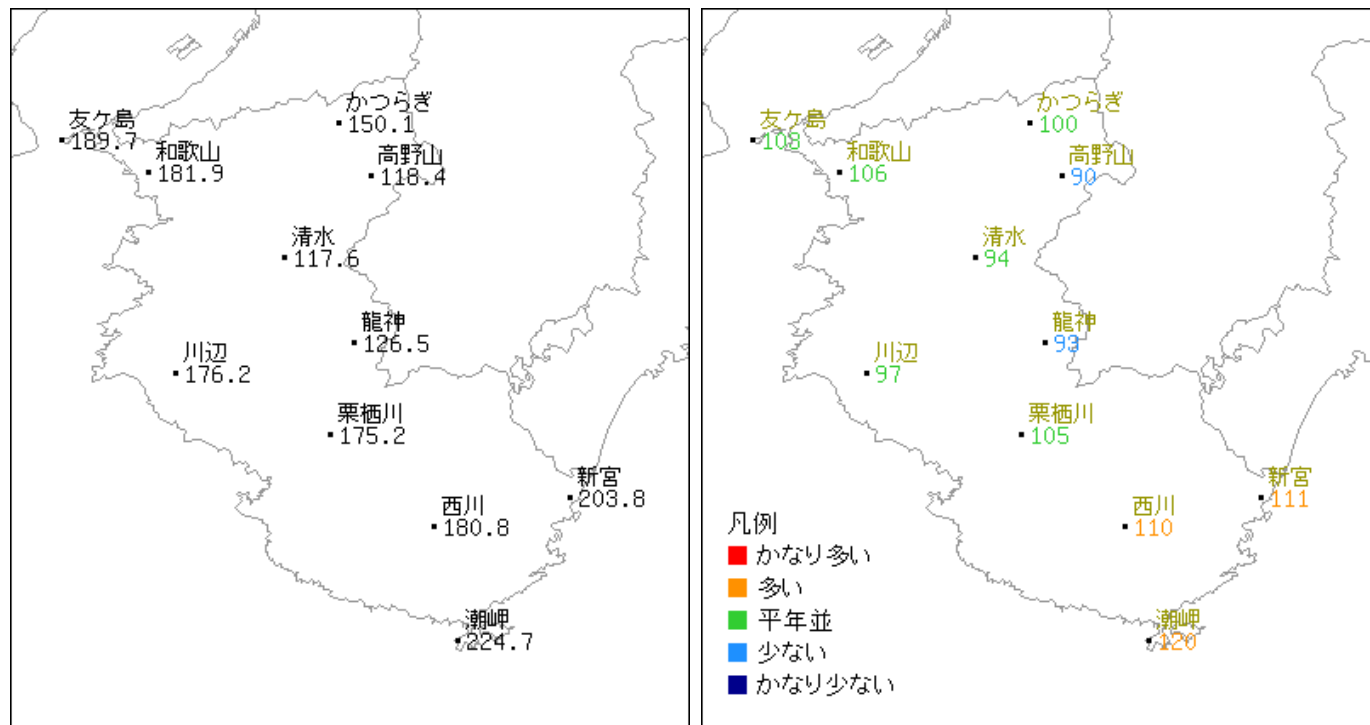 かつらぎ
150.1
友ケ島
189.7
和歌山
181.9
高野山
118.4
清水
117.6
龍神
126.5
川辺
176.2
栗栖川
175.2
新宮
203.8
西川
180.8
潮岬
224.7
かつらぎ
100
友ケ島
108
和歌山
106
高野山
90
清水
94
龍神
93
川辺
97
栗栖川
105
新宮
111
西川
110
潮岬
120
凡例
かなり多い
多い
平年並
少ない
かなり少ない